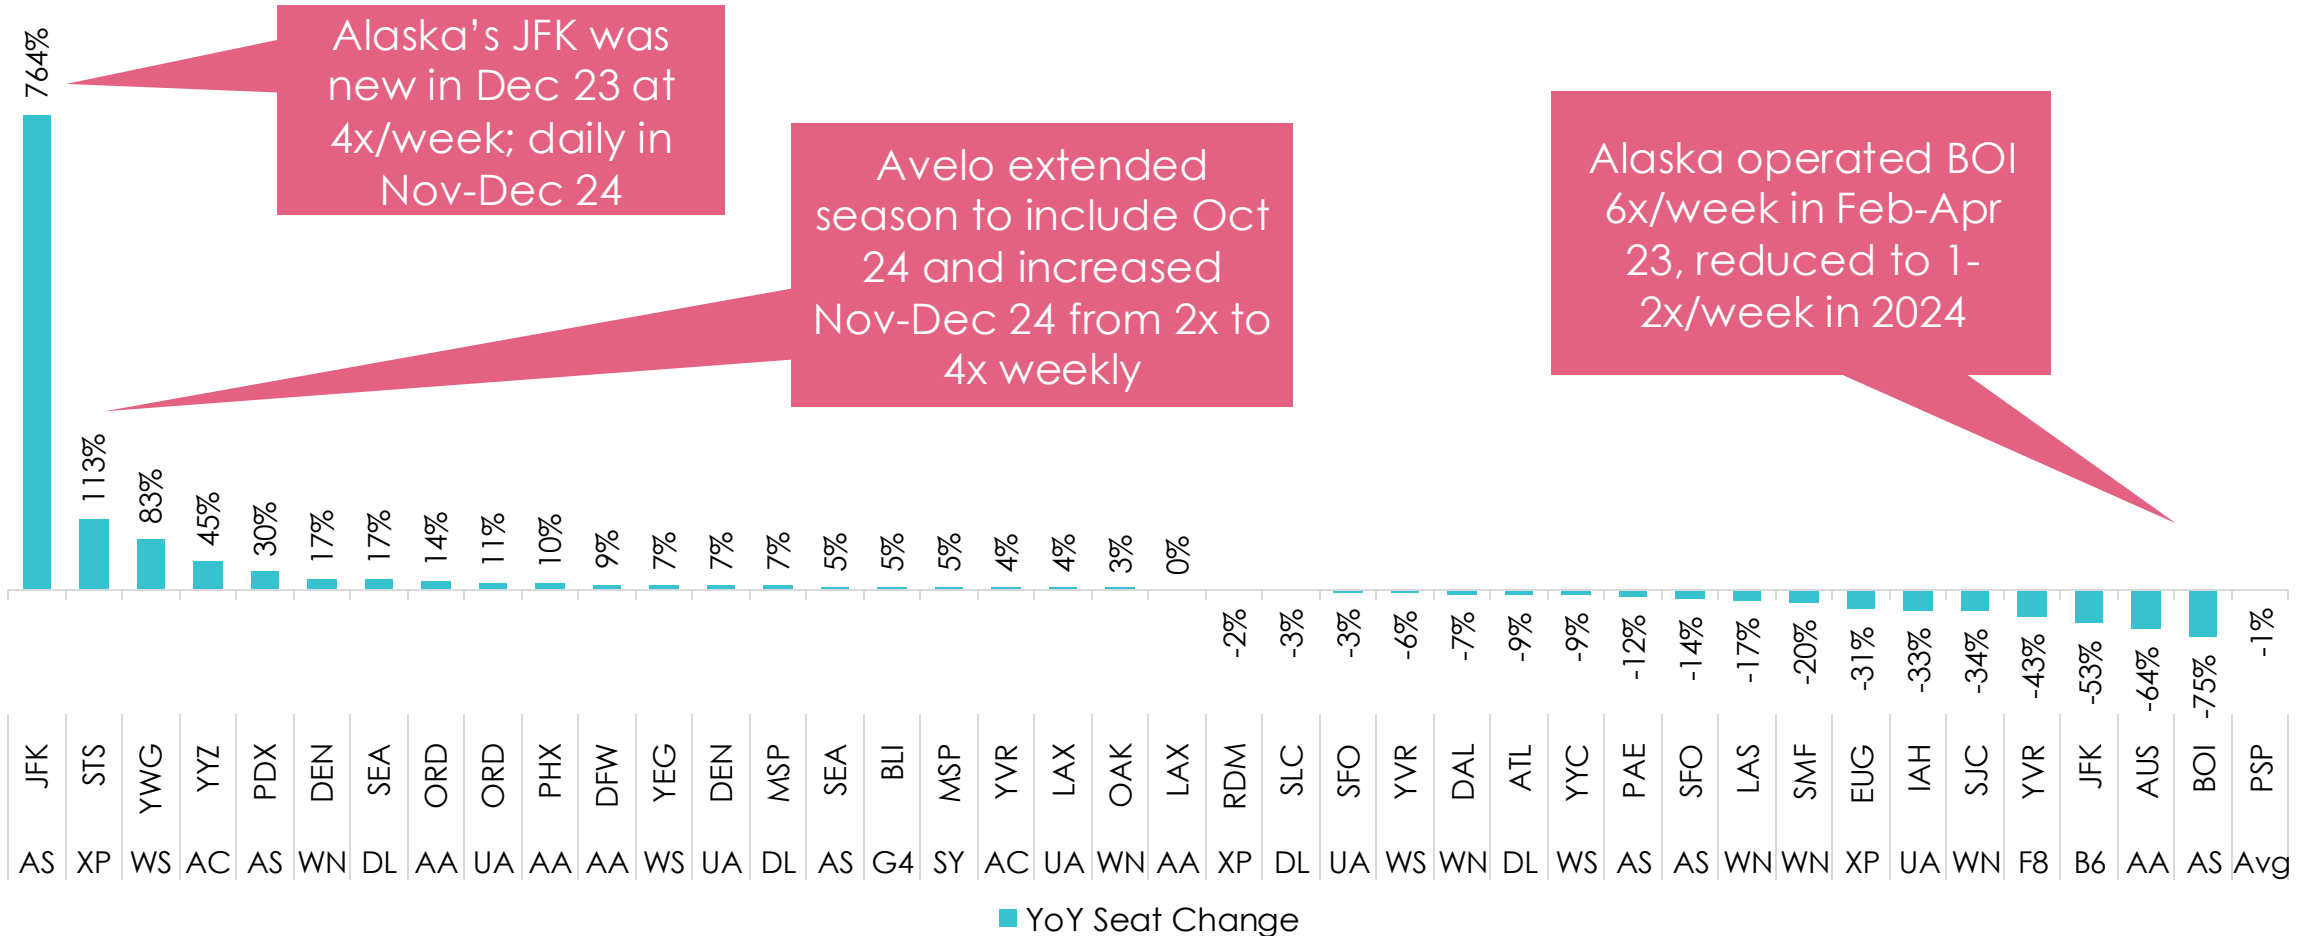 Alaska’s JFK was
new in Dec 23 at
4x/week; daily in
Nov-Dec 24
Avelo extended
season to include Oct
24 and increased
Nov-Dec 24 from 2x to
4x weekly
Alaska operated BOI
6x/week in Feb-Apr
23, reduced to 1-
2x/week in 2024
764% 113% 83% 45% 30% 17% 17% 14% 11% 10% 9% 7% 7% 7% 5% 5% 5% 4% 4% 3% 0% -2% -3% -3% -6% -7% -9% -9% -12% -14% -17% -20% -31% -33% -34% -43% -53% -64% -75% -1%
JFK STS YWG YYZ PDX DEN SEA ORD ORD PHX DFW YEG DEN MSP SEA BLI MSP YVR LAX OAK LAX RDM SLC SFO YVR DAL ATL YYC PAE SFO LAS SMF EUG IAH SJC YVR JFK AUS BOI PSP
AS XP WS AC AS WN DL AA UA AA AA WS UA DL AS G4 SY AC UA WN AA XP DL UA WS WN DL WS AS AS WN WN XP UA WN F8 B6 AA AS Avg
YoY Seat Change